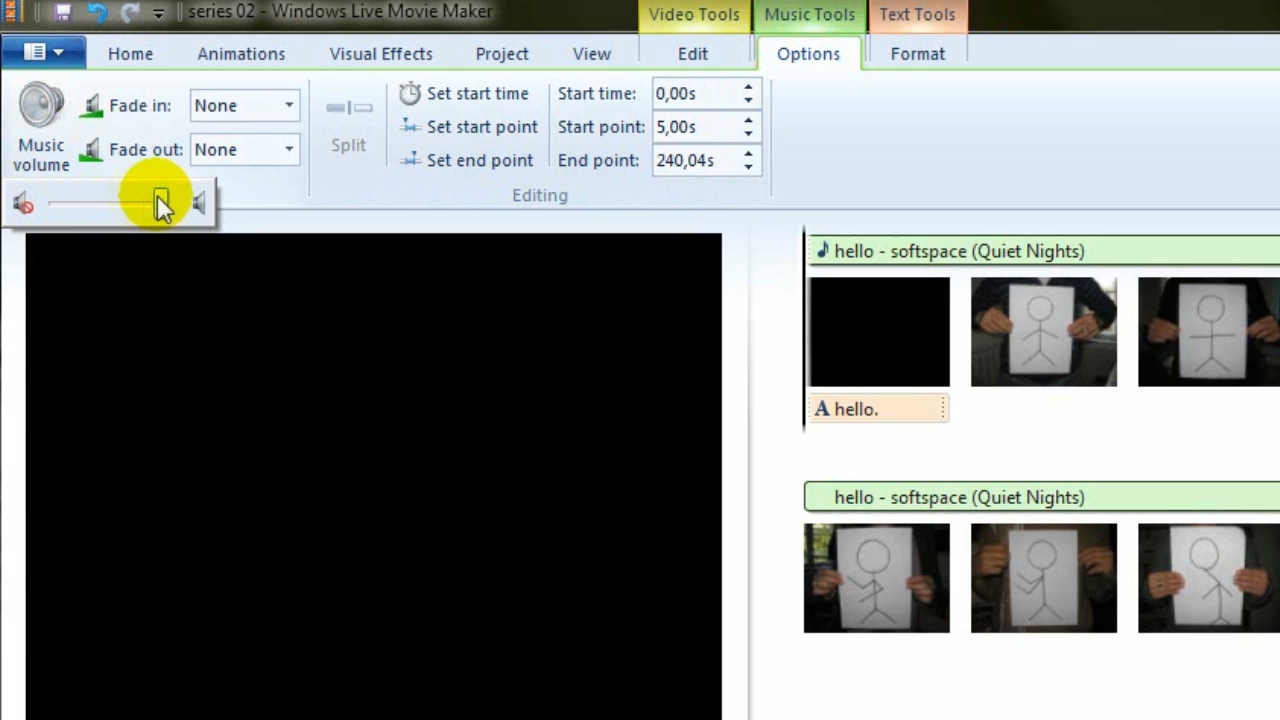 series 02 - Windows Live Movie Maker
Video Tools Music Tools Text Tools
Home Animations Visual Effects Project View Edit Options Format
Music volume
Fade in: None
Fade out: None
Split
Set start time
Set start point
Set end point
Start time: 0,00s
Start point: 5,00s
End point: 240,04s
Editing
hello - softspace (Quiet Nights)
A hello.
hello - softspace (Quiet Nights)